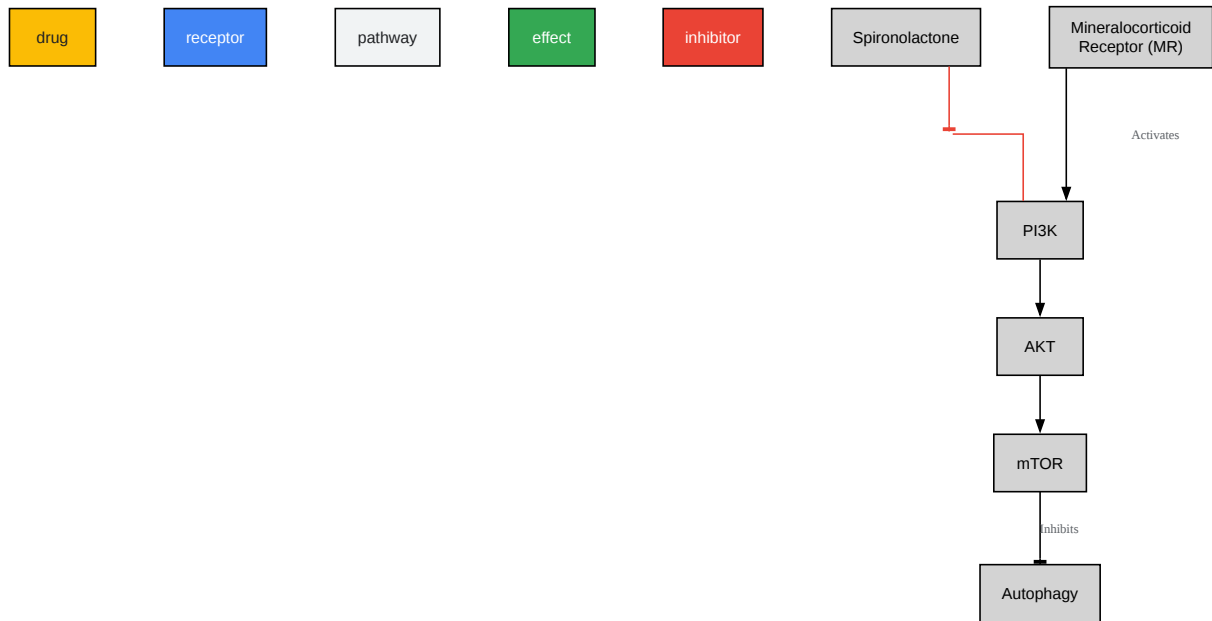 drug
receptor
pathway
effect
inhibitor
Spironolactone
Mineralocorticoid
Receptor (MR)
Activates
PI3K
AKT
mTOR
Inhibits
Autophagy